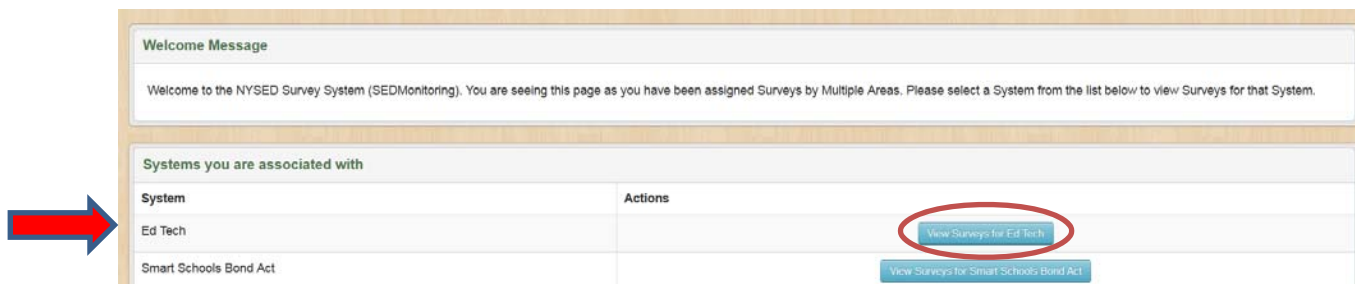 Welcome Message
Welcome to the NYSED Survey System (SEDMonitoring). You are seeing this page as you have been assigned Surveys by Multiple Areas. Please select a System from the list below to view Surveys for that System.
Systems you are associated with
System Actions
Ed Tech View Surveys for Ed Tech
Smart Schools Bond Act View Surveys for Smart Schools Bond Act